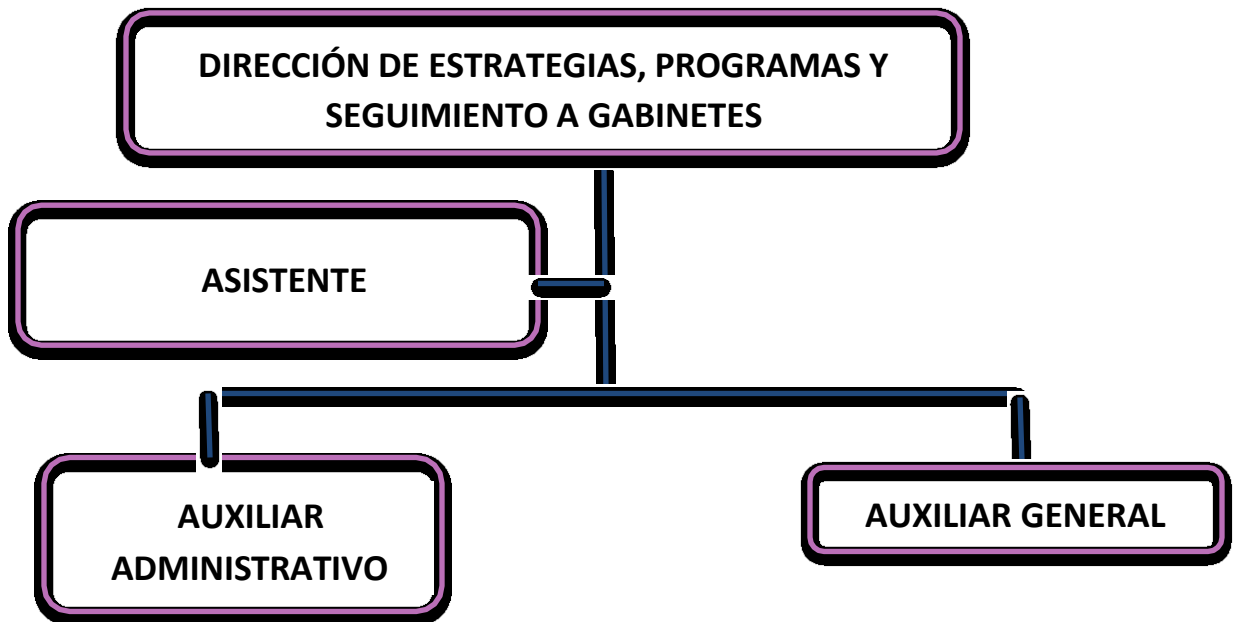 DIRECCIÓN DE ESTRATEGIAS, PROGRAMAS Y
SEGUIMIENTO A GABINETES
ASISTENTE
AUXILIAR
ADMINISTRATIVO
AUXILIAR GENERAL